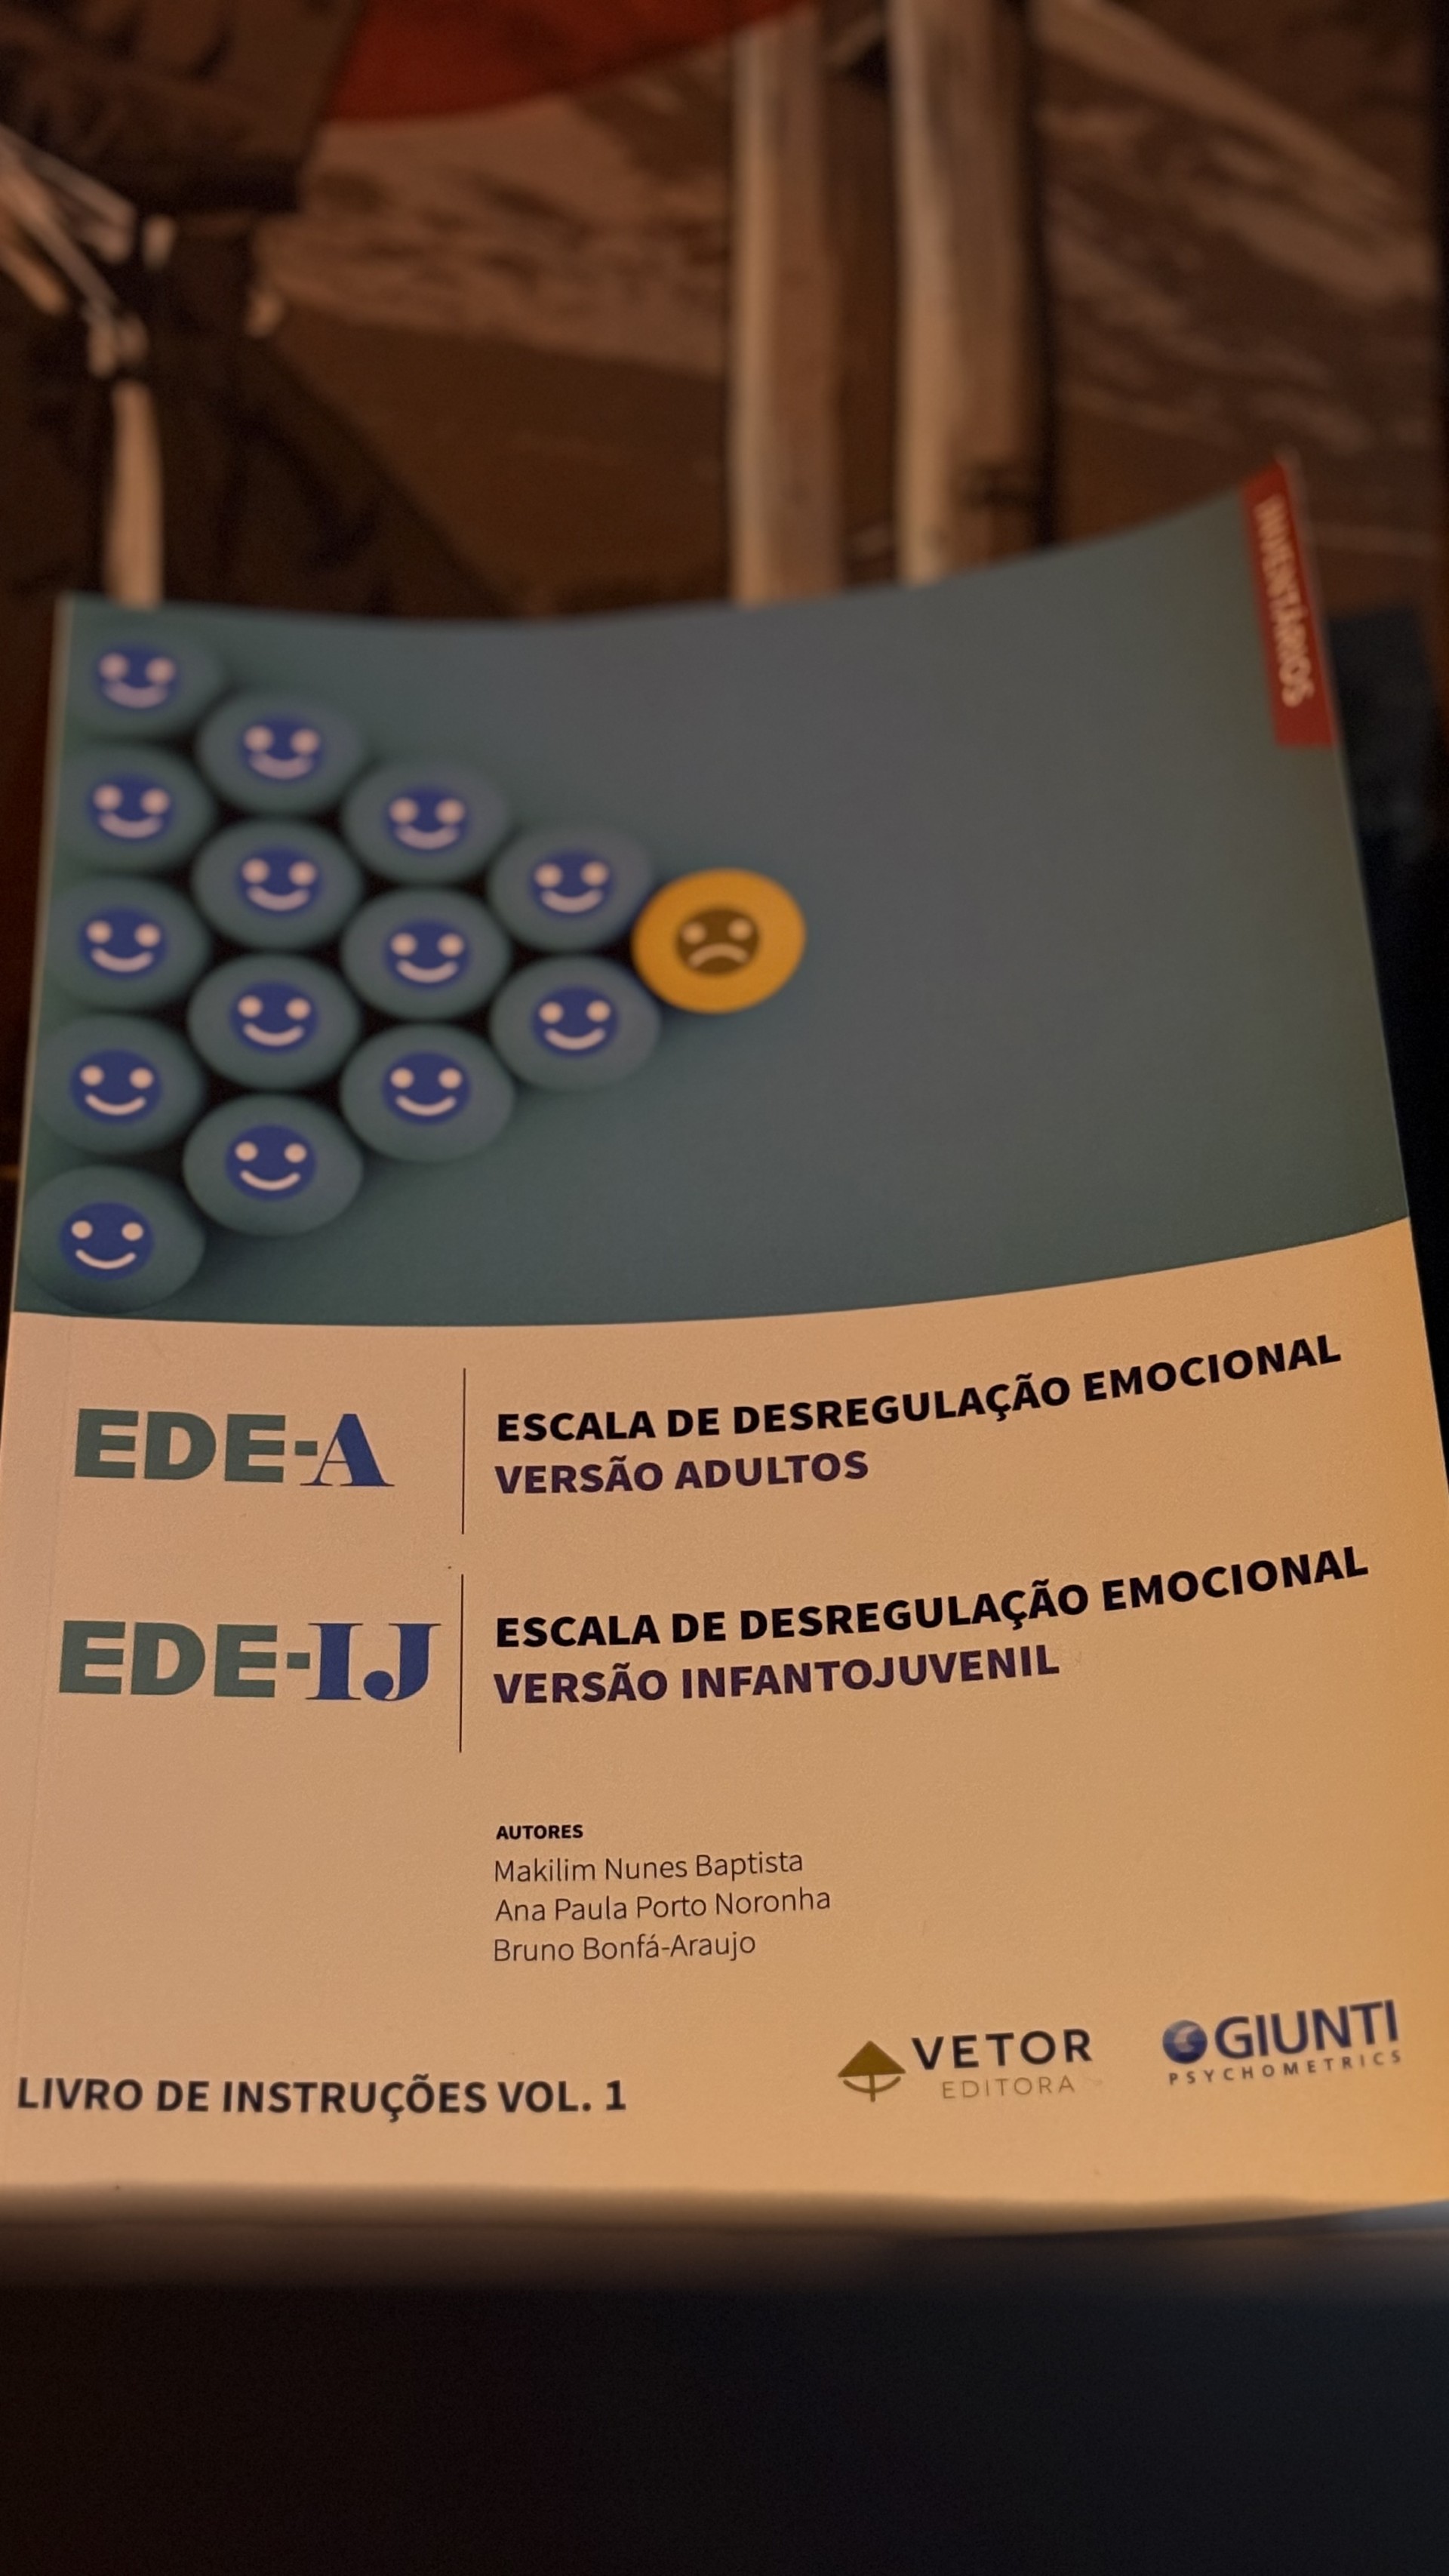 INVENTÁRIOS
EDE-A
ESCALA DE DESREGULAÇÃO EMOCIONAL
VERSÃO ADULTOS
EDE-IJ
ESCALA DE DESREGULAÇÃO EMOCIONAL
VERSÃO INFANTOJUVENIL
AUTORES
Makilim Nunes Baptista
Ana Paula Porto Noronha
Bruno Bonfá-Araujo
LIVRO DE INSTRUÇÕES VOL. 1
VETOR
EDITORA
GIUNTI
PSYCHOMETRICS